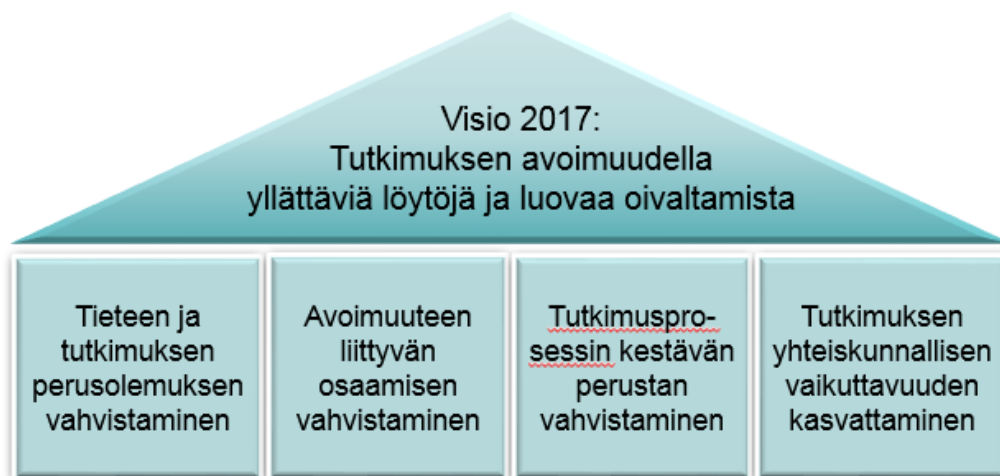 Visio 2017:
Tutkimuksen avoimuudella
yllättäviä löytöjä ja luovaa oivaltamista
Tieteen ja
tutkimuksen
perusolemuksen
vahvistaminen
Avoimuuteen
liittyvän
osaamisen
vahvistaminen
Tutkimuspro-
sessin kestävän
perustan
vahvistaminen
Tutkimuksen
yhteiskunnallisen
vaikuttavuuden
kasvattaminen